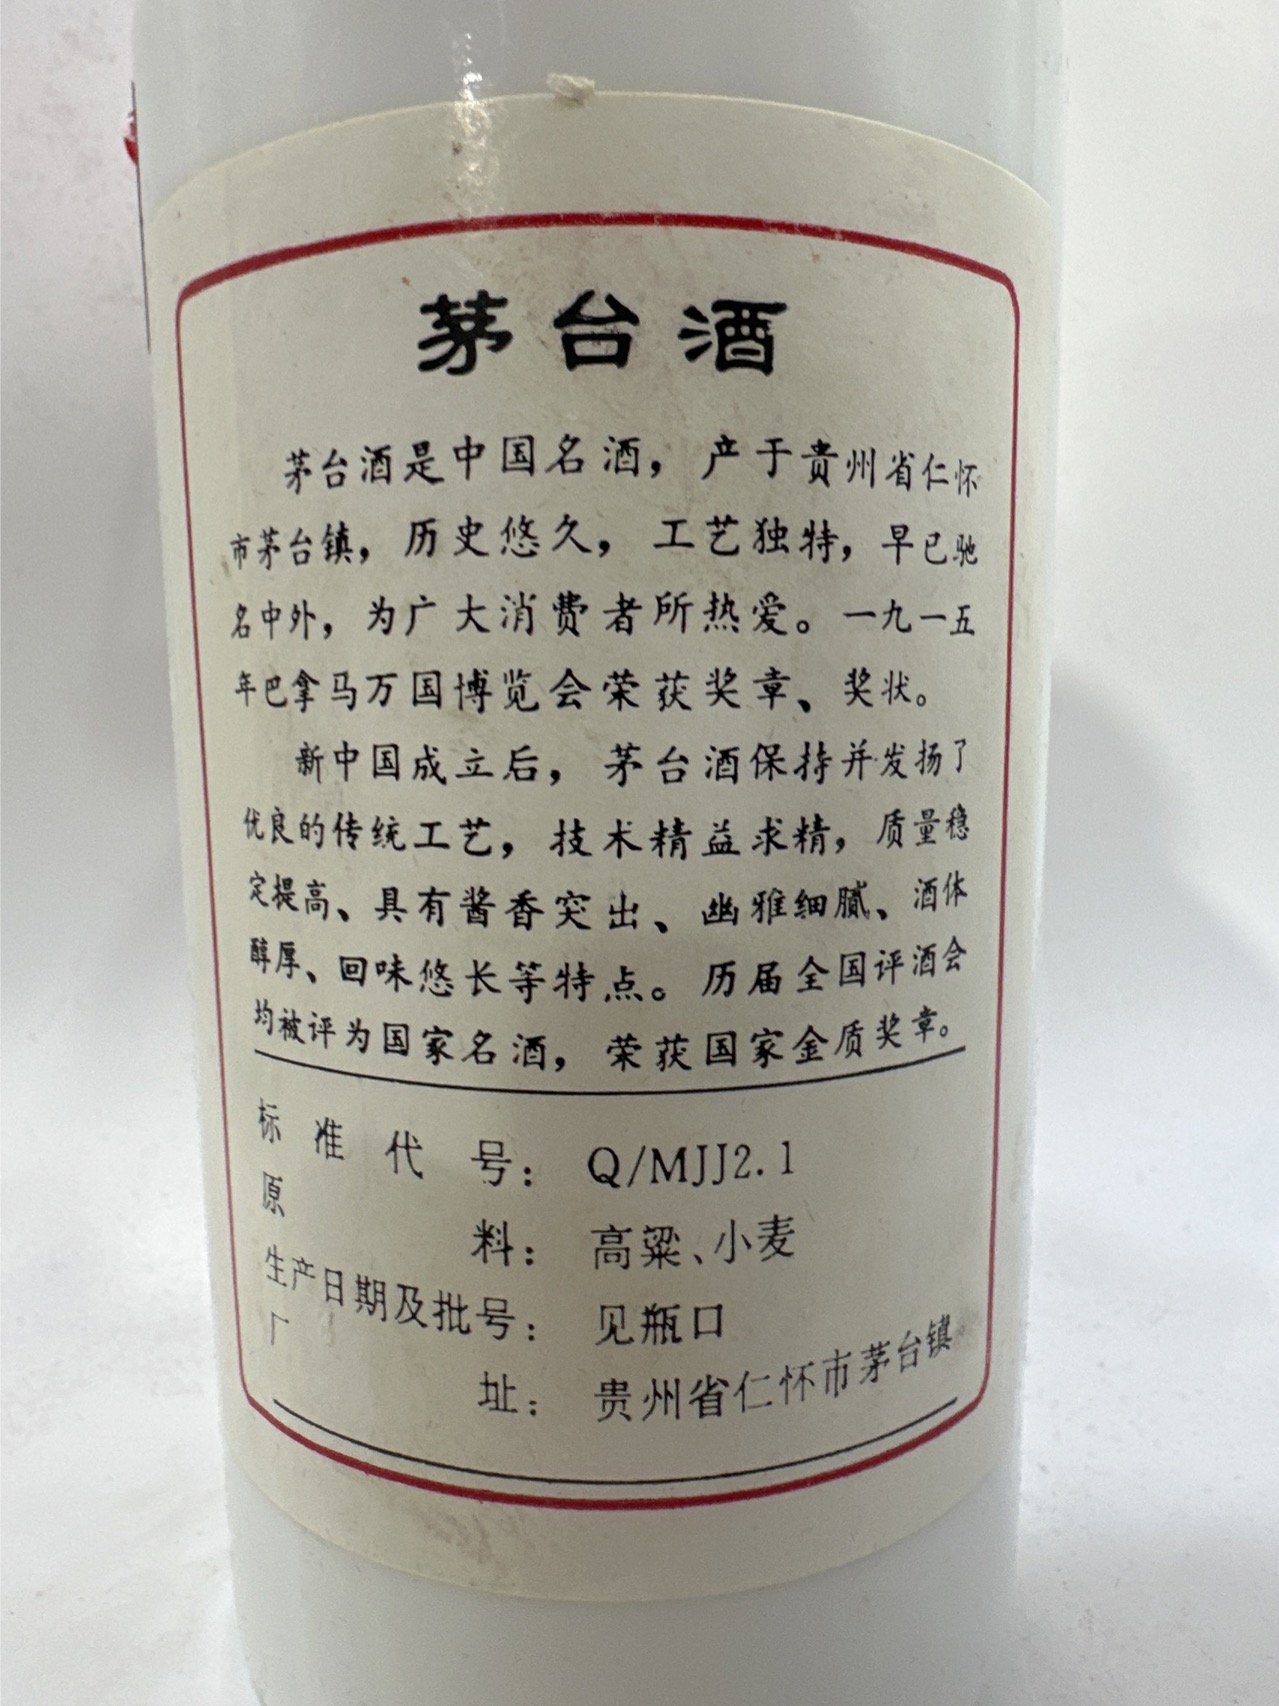 茅台酒
茅台酒是中国名酒，产于贵州省仁怀
市茅台镇，历史悠久，工艺独特，早已驰
名中外，为广大消费者所热爱。一九一五
年巴拿马万国博览会荣获奖章、奖状。
新中国成立后，茅台酒保持并发扬了
优良的传统工艺，技术精益求精，质量稳
定提高、具有酱香突出、幽雅细腻、酒体
醇厚、回味悠长等特点。历届全国评酒会
均被评为国家名酒，荣获国家金质奖章。
标准代号：Q/MJJ2.1
原料：高粱、小麦
生产日期及批号：见瓶口
厂址：贵州省仁怀市茅台镇